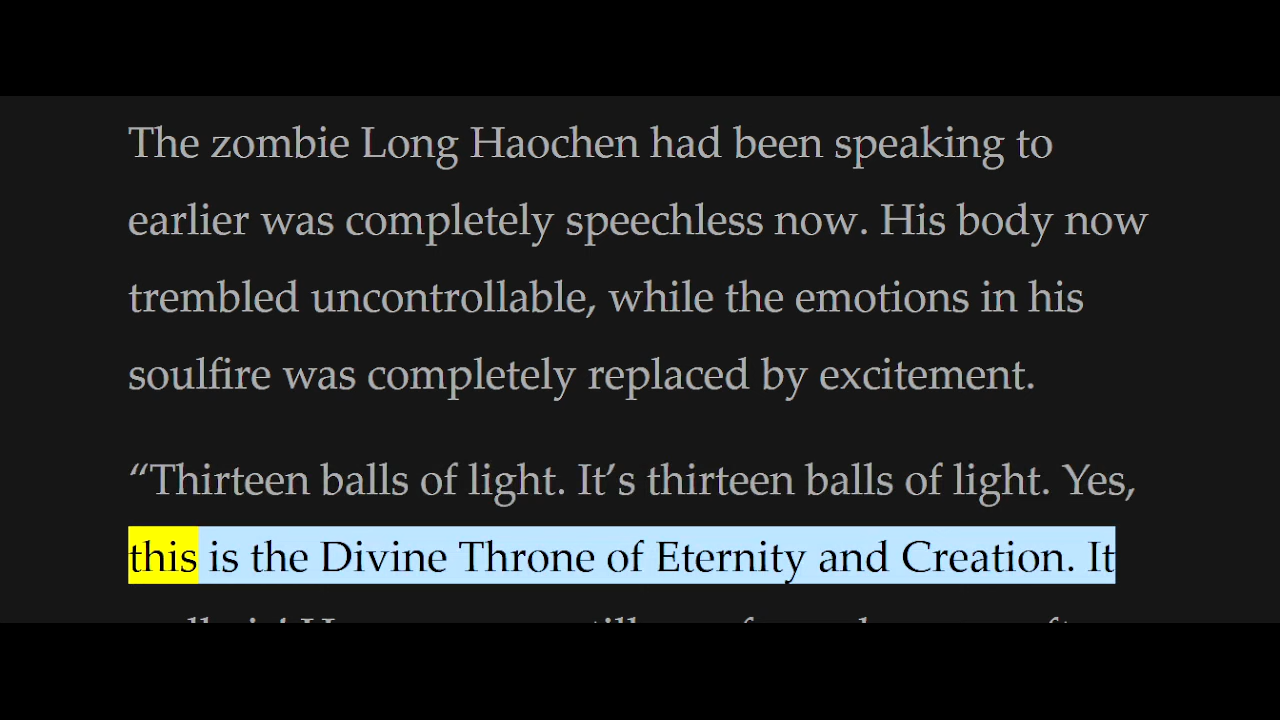 The zombie Long Haochen had been speaking to
earlier was completely speechless now. His body now
trembled uncontrollable, while the emotions in his
soulfire was completely replaced by excitement.
“Thirteen balls of light. It’s thirteen balls of light. Yes,
this is the Divine Throne of Eternity and Creation. It